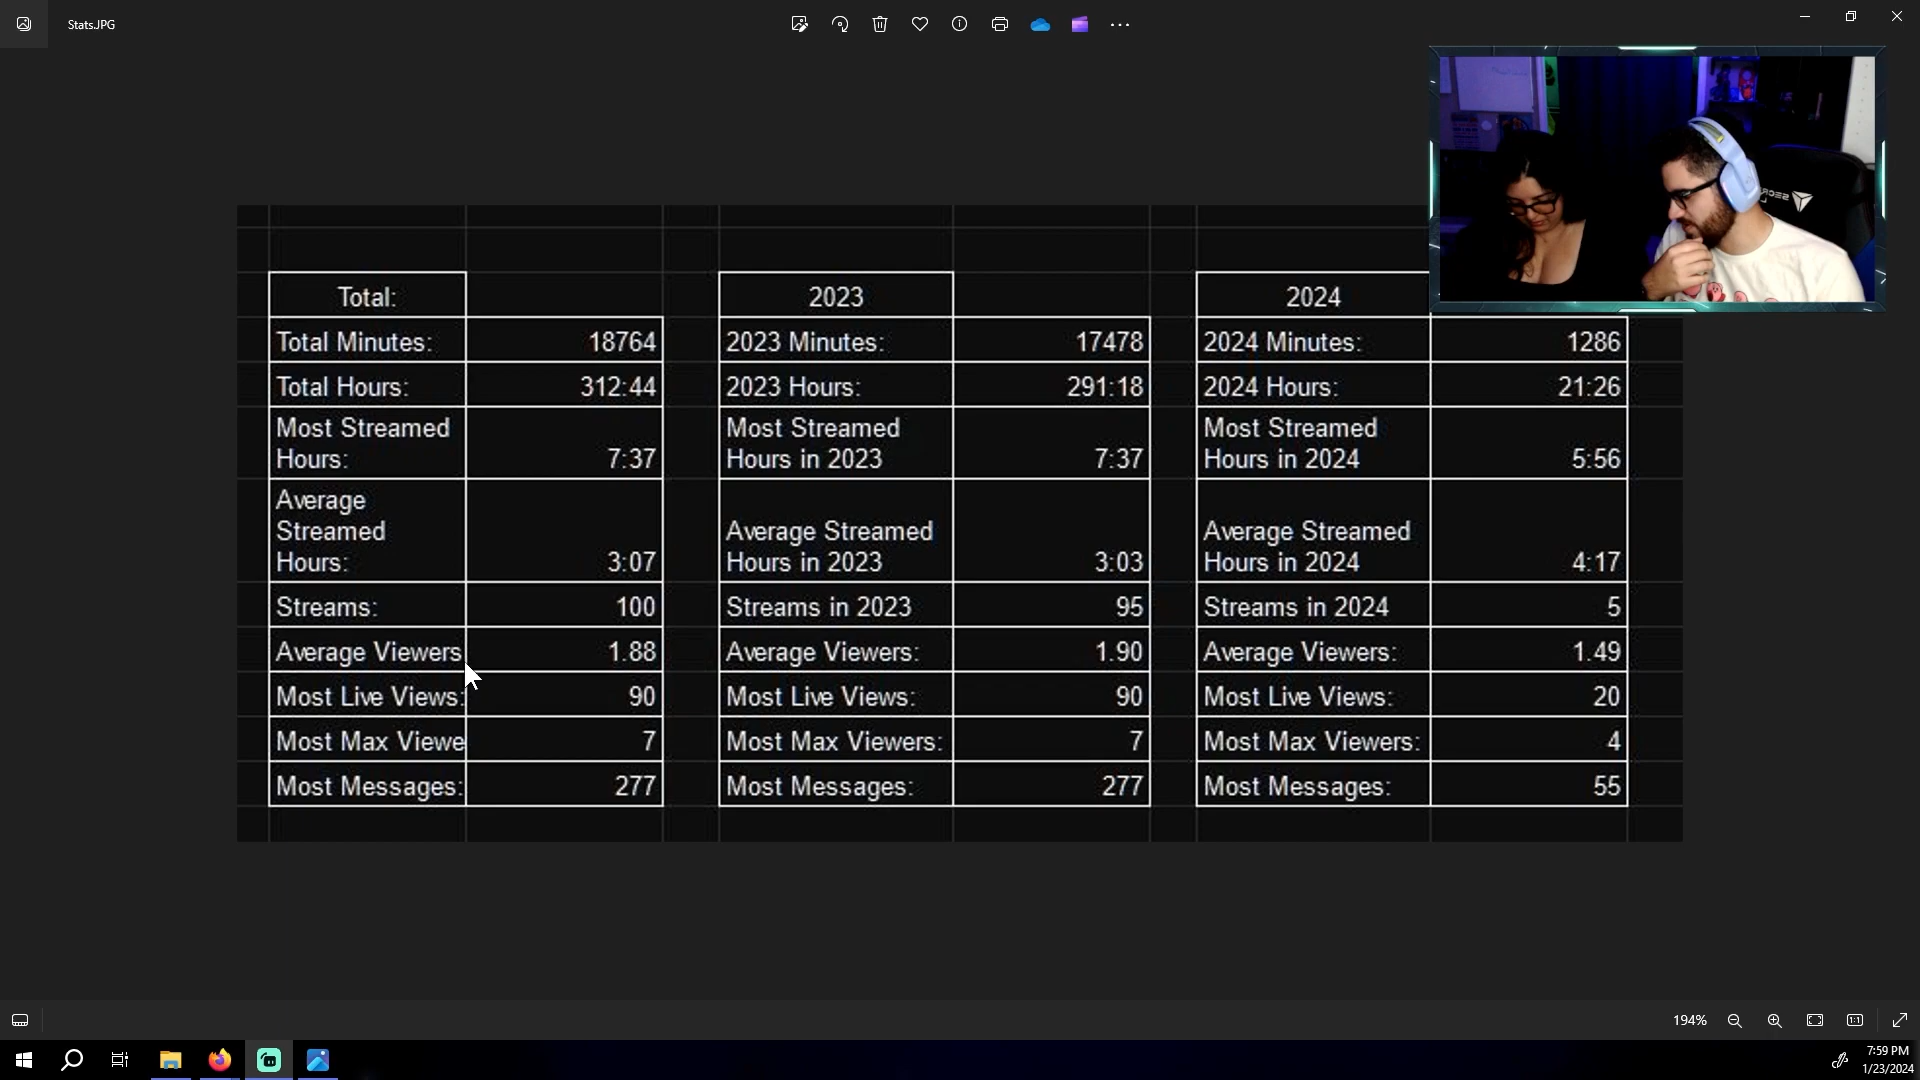 Stats.JPG
Total:
Total Minutes: 18764
Total Hours: 312:44
Most Streamed
Hours: 7:37
Average
Streamed
Hours: 3:07
Streams: 100
Average Viewers 1.88
Most Live Views: 90
Most Max Viewe 7
Most Messages: 277
2023
2023 Minutes: 17478
2023 Hours: 291:18
Most Streamed
Hours in 2023 7:37
Average Streamed
Hours in 2023 3:03
Streams in 2023 95
Average Viewers: 1.90
Most Live Views: 90
Most Max Viewers: 7
Most Messages: 277
2024
2024 Minutes: 1286
2024 Hours: 21:26
Most Streamed
Hours in 2024 5:56
Average Streamed
Hours in 2024 4:17
Streams in 2024 5
Average Viewers: 1.49
Most Live Views: 20
Most Max Viewers: 4
Most Messages: 55
194%
1:1
7:59 PM
1/23/2024